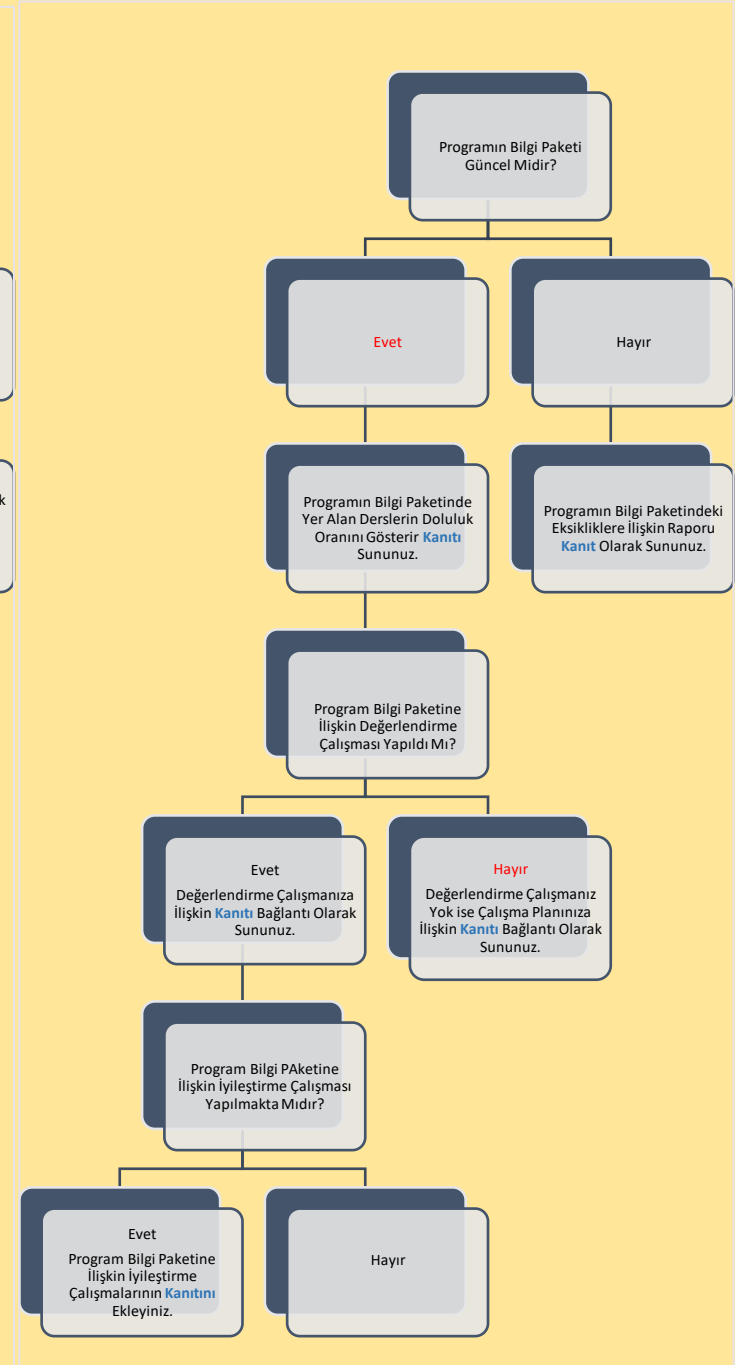 Programın Bilgi Paketi
Güncel Midir?
Evet
Hayır
Programın Bilgi Paketinde
Yer Alan Derslerin Doluluk
Oranını Gösterir Kanıtı
Sununuz.
Programın Bilgi Paketindeki
Eksikliklere İlişkin Raporu
Kanıt Olarak Sununuz.
k
Program Bilgi Paketine
İlişkin Değerlendirme
Çalışması Yapıldı Mı?
Evet
Değerlendirme Çalışmanıza
İlişkin Kanıtı Bağlantı Olarak
Sununuz.
Hayır
Değerlendirme Çalışmanız
Yok ise Çalışma Planınıza
İlişkin Kanıtı Bağlantı Olarak
Sununuz.
Program Bilgi PAketine
İlişkin İyileştirme Çalışması
Yapılmakta Mıdır?
Evet
Program Bilgi Paketine
İlişkin İyileştirme
Çalışmalarının Kanıtını
Ekleyiniz.
Hayır